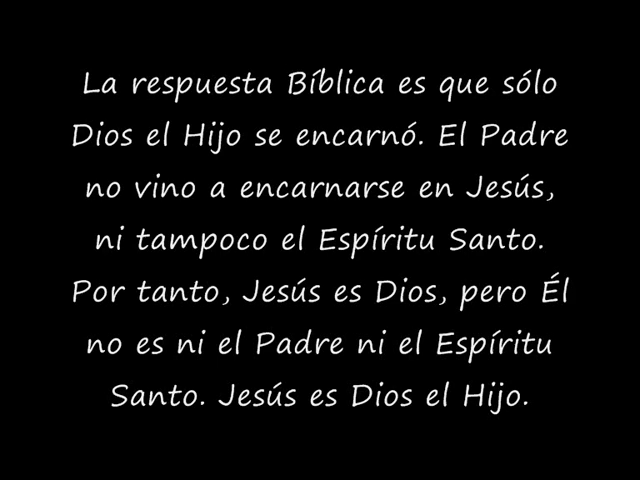 La respuesta Bíblica es que sólo
Dios el Hijo se encarnó. El Padre
no vino a encarnarse en Jesús,
ni tampoco el Espíritu Santo.
Por tanto, Jesús es Dios, pero Él
no es ni el Padre ni el Espíritu
Santo. Jesús es Dios el Hijo.